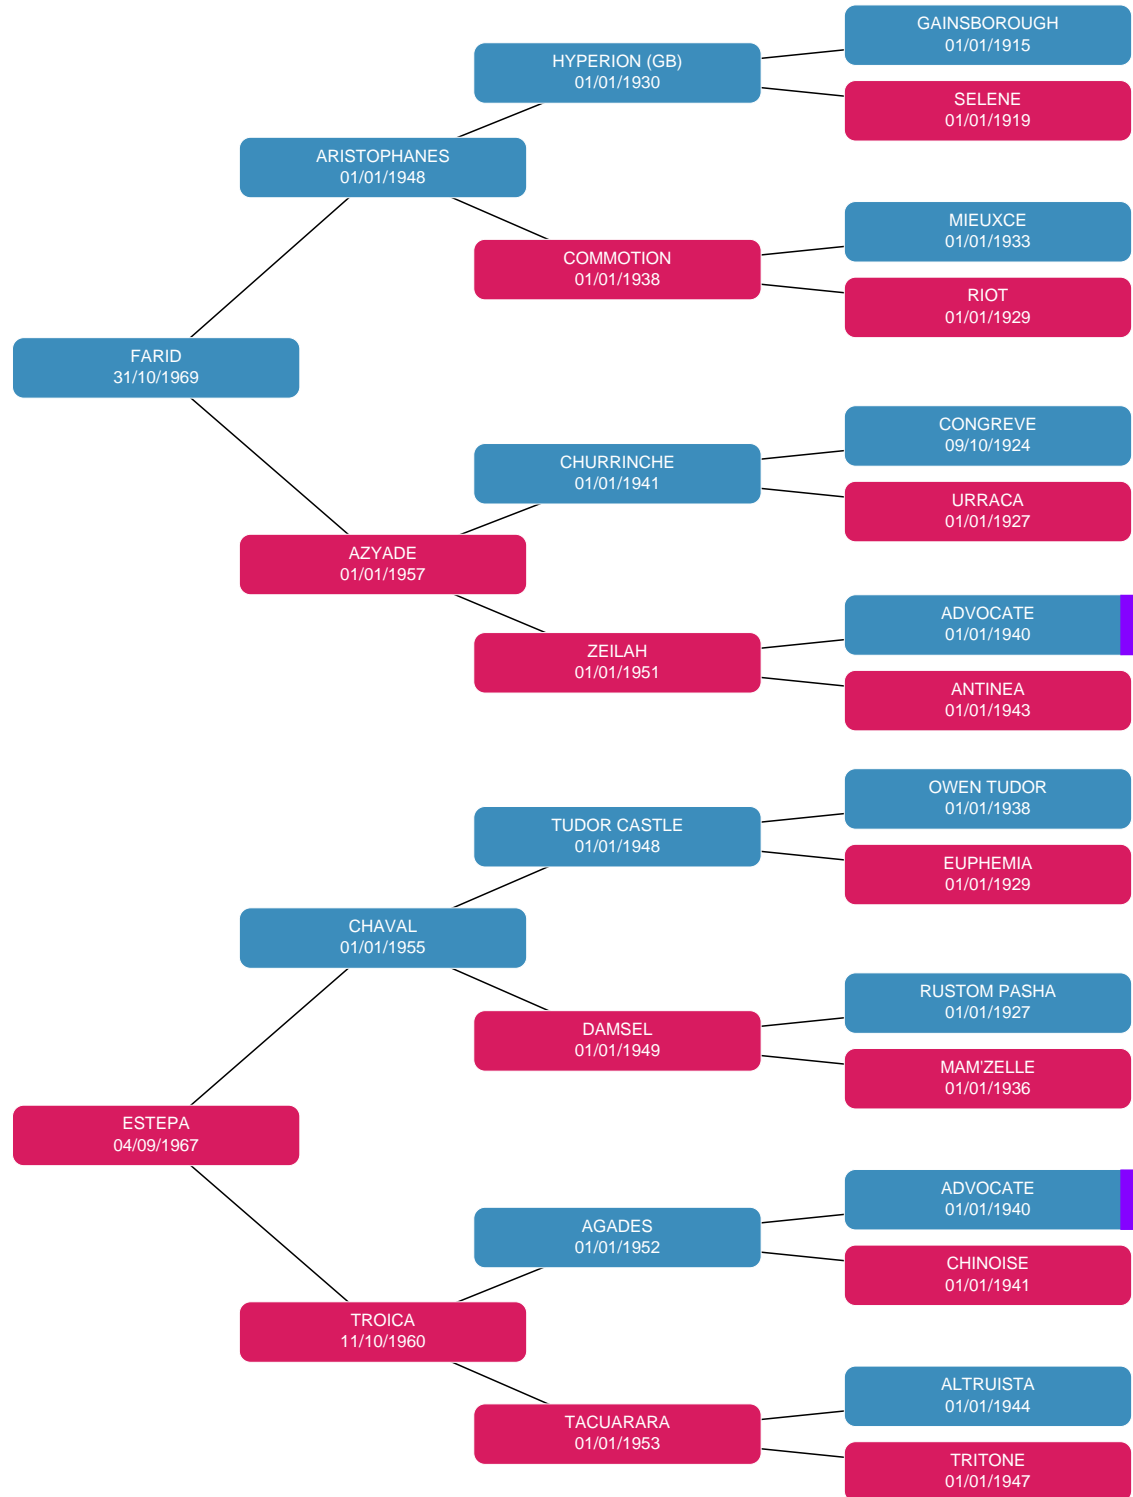 GAINSBOROUGH
01/01/1915
HYPERION (GB)
01/01/1930
SELENE
01/01/1919
ARISTOPHANES
01/01/1948
MIEUXCE
01/01/1933
COMMOTION
01/01/1938
RIOT
01/01/1929
FARID
31/10/1969
CONGREVE
09/10/1924
CHURRINCHE
01/01/1941
URRACA
01/01/1927
AZYADE
01/01/1957
ADVOCATE
01/01/1940
ZEILAH
01/01/1951
ANTINEA
01/01/1943
OWEN TUDOR
01/01/1938
TUDOR CASTLE
01/01/1948
EUPHEMIA
01/01/1929
CHAVAL
01/01/1955
RUSTOM PASHA
01/01/1927
DAMSEL
01/01/1949
MAM'ZELLE
01/01/1936
ESTEPA
04/09/1967
ADVOCATE
01/01/1940
AGADES
01/01/1952
CHINOISE
01/01/1941
TROICA
11/10/1960
ALTRUISTA
01/01/1944
TACUARARA
01/01/1953
TRITONE
01/01/1947